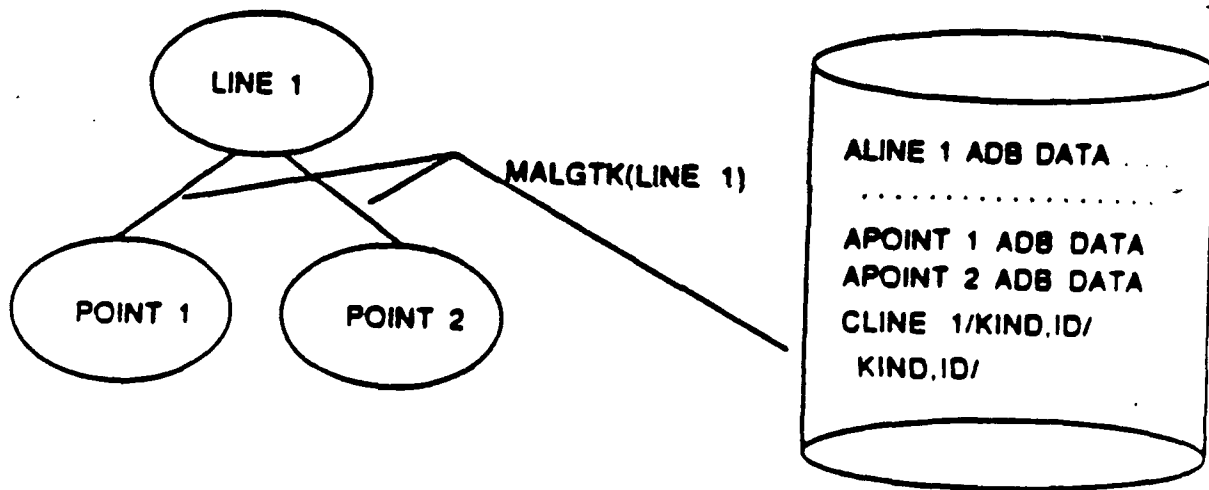 LINE 1
MALGTK(LINE 1)
POINT 1
POINT 2
ALINE 1 ADB DATA . . .
. . . . . . . . . . . . . . . . . .
APOINT 1 ADB DATA
APOINT 2 ADB DATA
CLINE 1/KIND,ID/
KIND,ID/